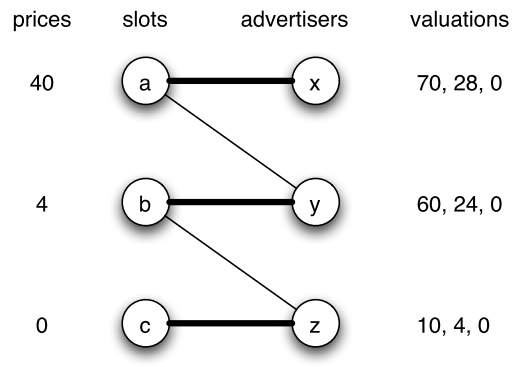 prices slots advertisers valuations
40 a x 70, 28, 0
4 b y 60, 24, 0
0 c z 10, 4, 0